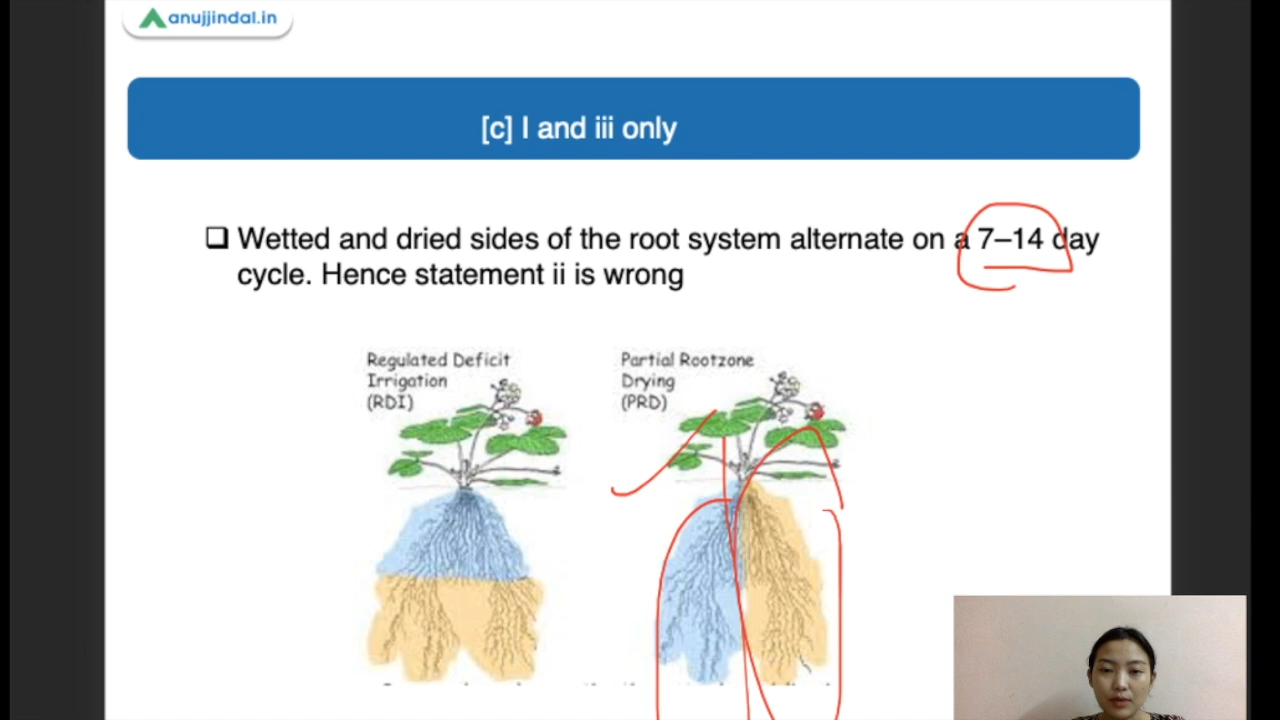 anujjindal.in
[c] I and iii only
❑ Wetted and dried sides of the root system alternate on a 7–14 day
cycle. Hence statement ii is wrong
Regulated Deficit
Irrigation
(RDI)
Partial Rootzone
Drying
(PRD)